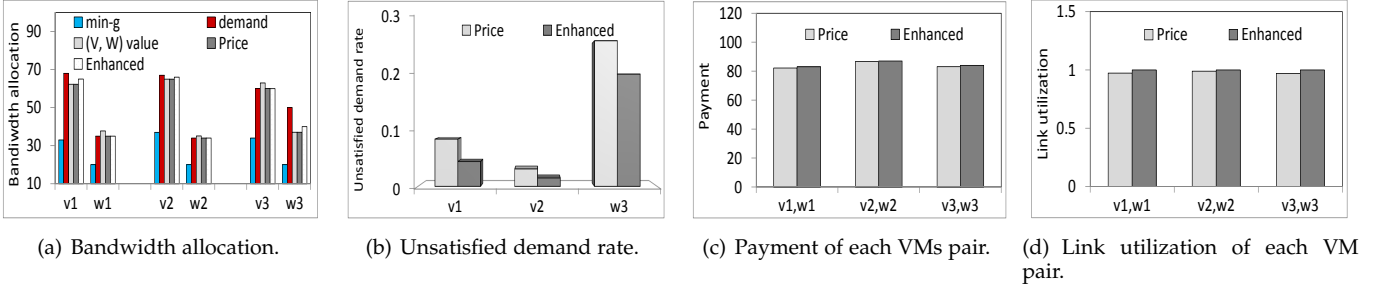 min-g
demand
(V, W) value
Price
Enhanced
90
70
50
30
10
Bandiwdth allocation
v1 w1 v2 w2 v3 w3
(a) Bandwidth allocation.
Price Enhanced
0.3
0.2
0.1
0
Unsatisfied demand rate
v1 v2 w3
(b) Unsatisfied demand rate.
Price Enhanced
120
100
80
60
40
20
0
Payment
v1,w1 v2,w2 v3,w3
(c) Payment of each VMs pair.
Price Enhanced
1.5
1
0.5
0
Link utilization
v1,w1 v2,w2 v3,w3
(d) Link utilization of each VM
pair.